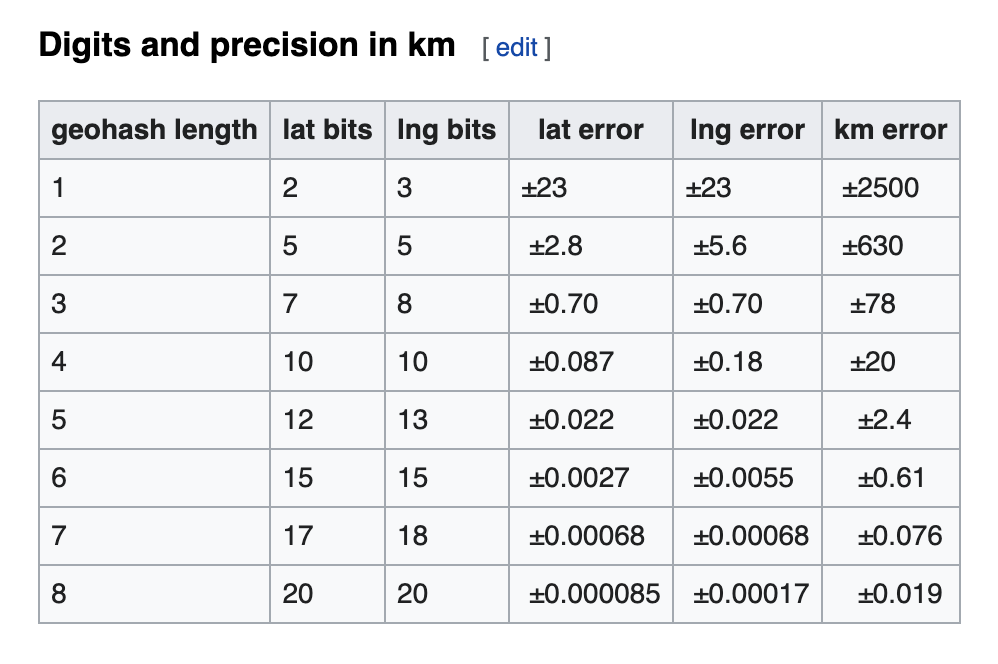 Digits and precision in km [ edit ]
geohash length lat bits lng bits lat error lng error km error
1 2 3 ±23 ±23 ±2500
2 5 5 ±2.8 ±5.6 ±630
3 7 8 ±0.70 ±0.70 ±78
4 10 10 ±0.087 ±0.18 ±20
5 12 13 ±0.022 ±0.022 ±2.4
6 15 15 ±0.0027 ±0.0055 ±0.61
7 17 18 ±0.00068 ±0.00068 ±0.076
8 20 20 ±0.000085 ±0.00017 ±0.019